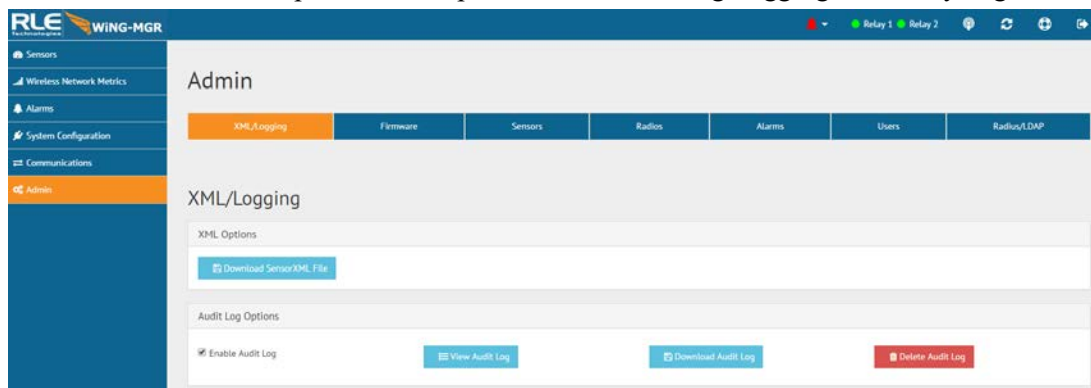 RLE WiNG-MGR
Technologies
Relay 1 Relay 2
Sensors
Wireless Network Metrics
Alarms
System Configuration
Communications
Admin
Admin
XML/Logging Firmware Sensors Radios Alarms Users Radius/LDAP
XML/Logging
XML Options
Download SensorXML File
Audit Log Options
Enable Audit Log View Audit Log Download Audit Log Delete Audit Log